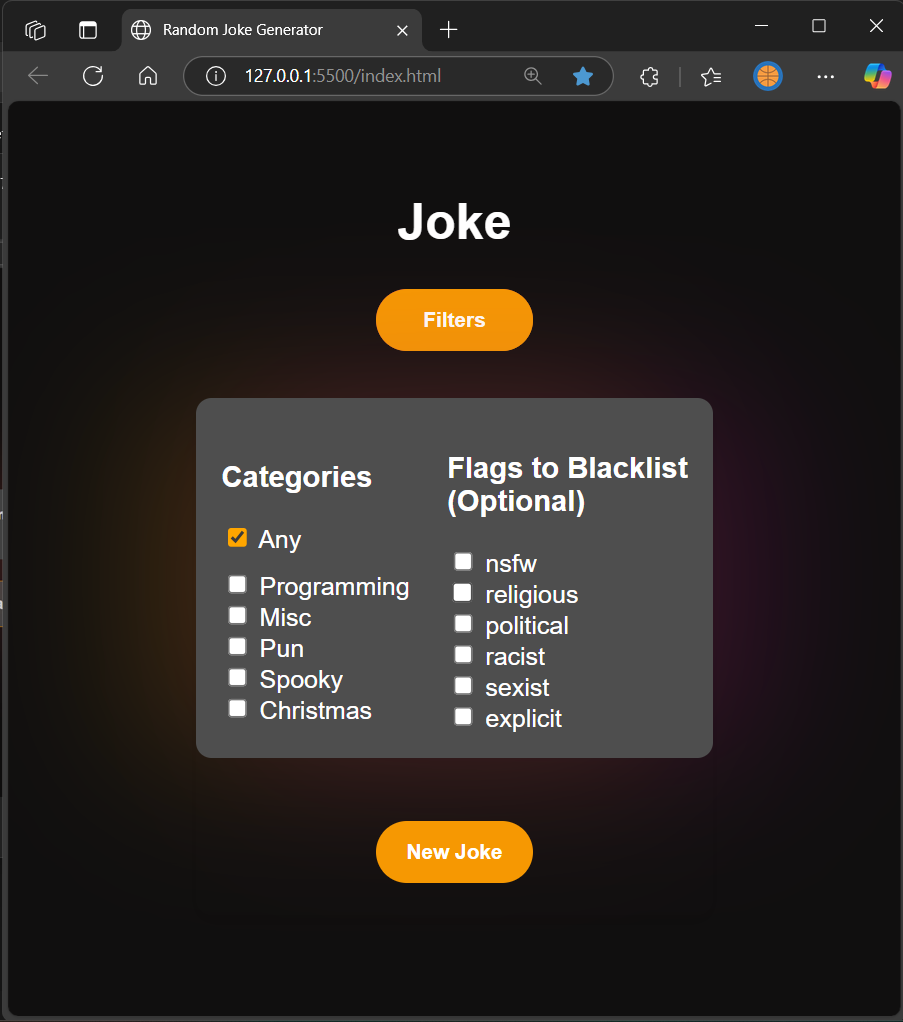 Random Joke Generator
127.0.0.1:5500/index.html
Joke
Filters
Categories
Any
Programming
Misc
Pun
Spooky
Christmas
Flags to Blacklist
(Optional)
nsfw
religious
political
racist
sexist
explicit
New Joke